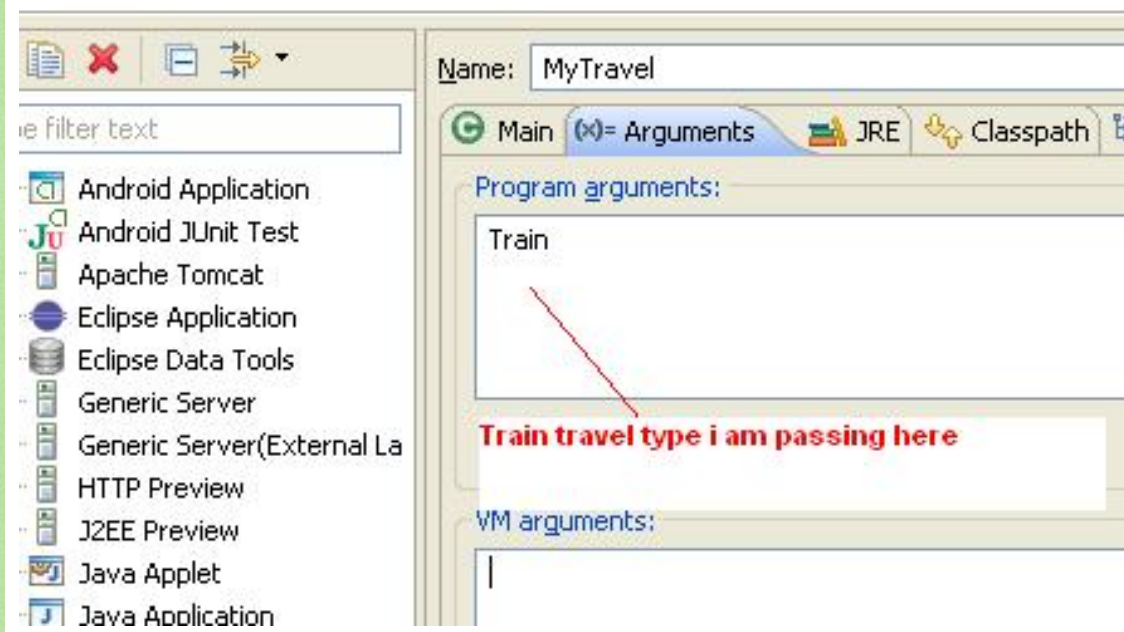 Name: MyTravel
filter text
Main (x)= Arguments JRE Classpath
Android Application
Android JUnit Test
Apache Tomcat
Eclipse Application
Eclipse Data Tools
Generic Server
Generic Server(External La
HTTP Preview
J2EE Preview
Java Applet
Java Application
Program arguments:
Train
Train travel type i am passing here
VM arguments: